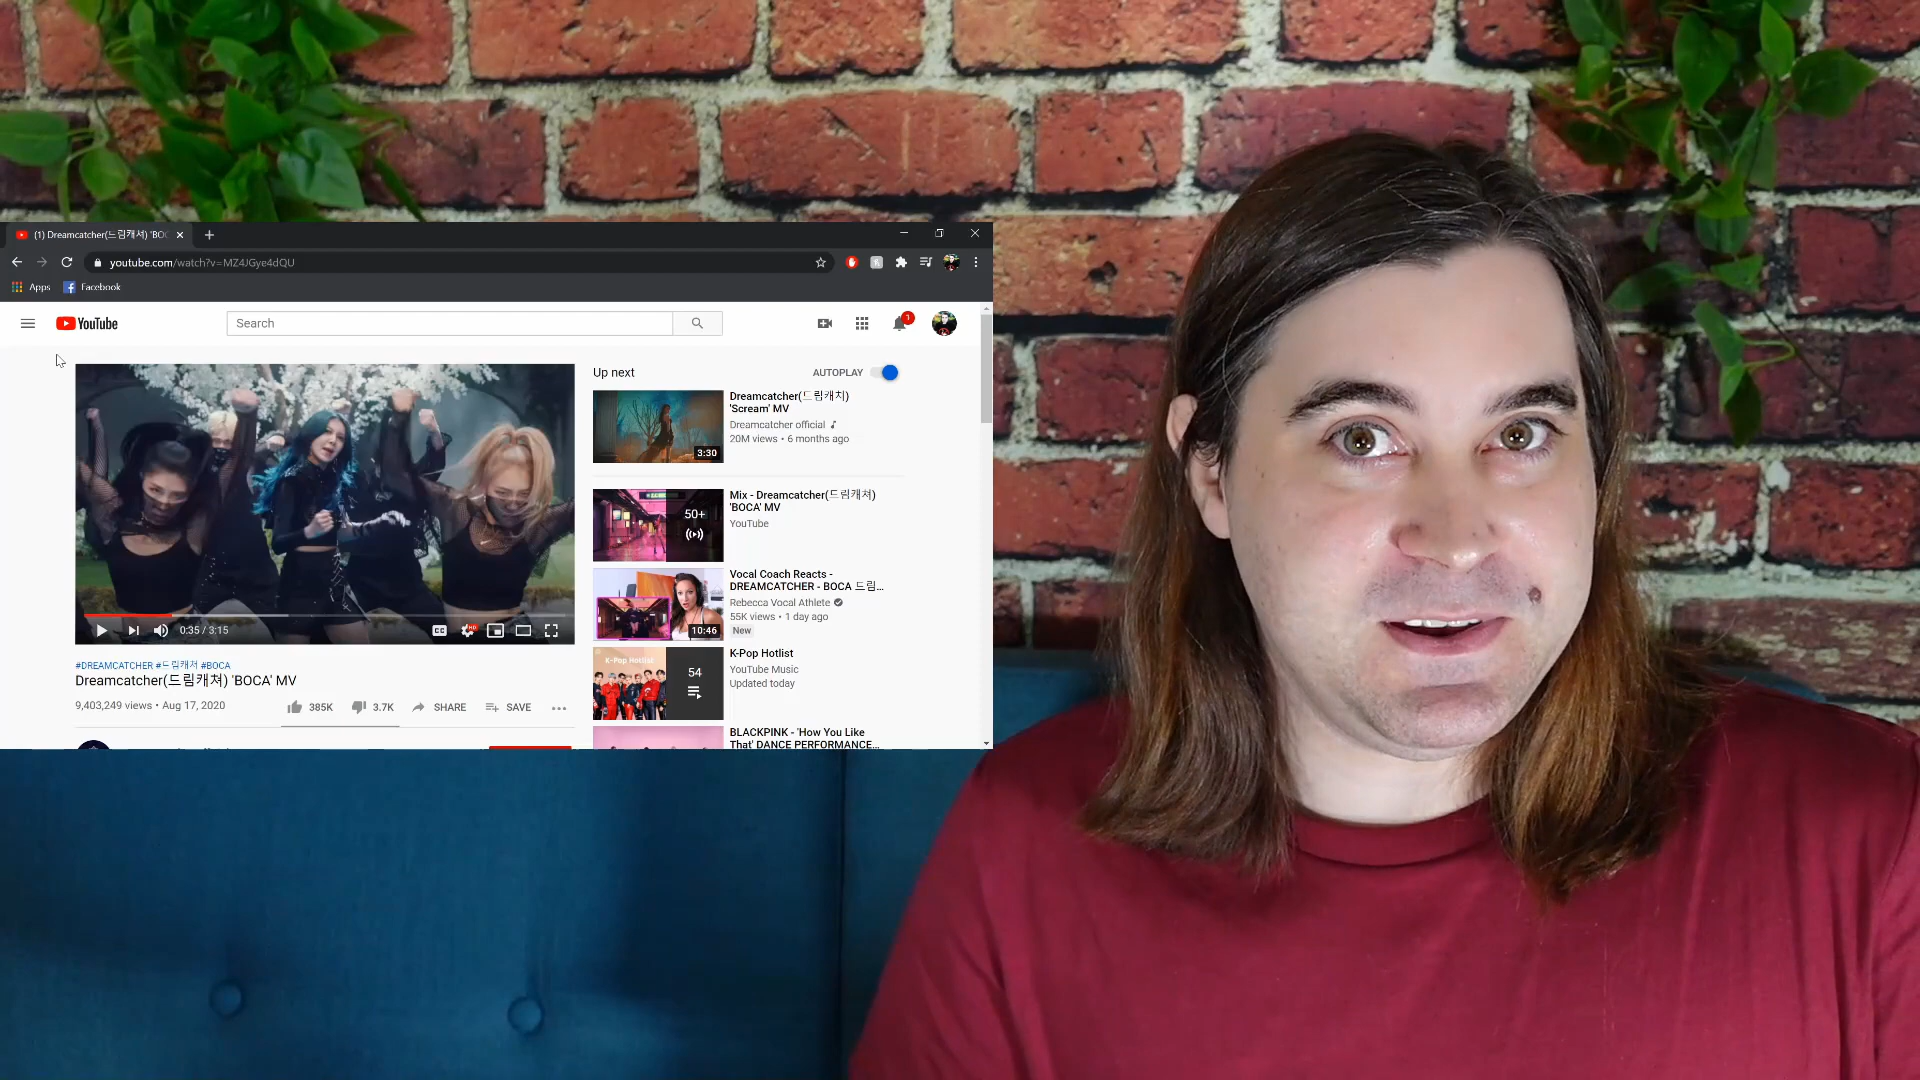 (1) Dreamcatcher(드림캐쳐) 'BO
youtube.com/watch?v=MZ4JGye4dQU
Apps Facebook
YouTube
Search
1
Up next
AUTOPLAY
Dreamcatcher(드림캐쳐)
'Scream' MV
Dreamcatcher official
20M views • 6 months ago
3:30
Mix - Dreamcatcher(드림캐쳐)
'BOCA' MV
YouTube
50+
Vocal Coach Reacts -
DREAMCATCHER - BOCA 드림...
Rebecca Vocal Athlete
55K views • 1 day ago
New
10:46
K-Pop Hotlist
K-Pop Hotlist
YouTube Music
Updated today
54
BLACKPINK - 'How You Like
That' DANCE PERFORMANCE...
0:35 / 3:15
CC
HD
#DREAMCATCHER #드림캐쳐 #BOCA
Dreamcatcher(드림캐쳐) 'BOCA' MV
9,403,249 views • Aug 17, 2020
385K 3.7K SHARE SAVE